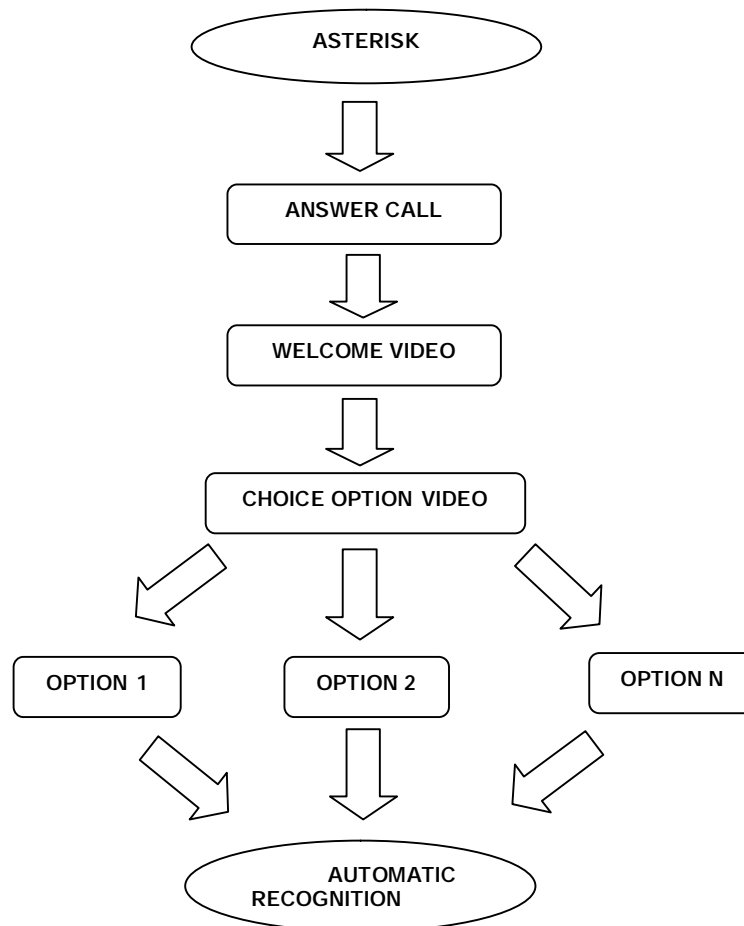 ASTERISK
ANSWER CALL
WELCOME VIDEO
CHOICE OPTION VIDEO
OPTION 1
OPTION 2
OPTION N
AUTOMATIC
RECOGNITION